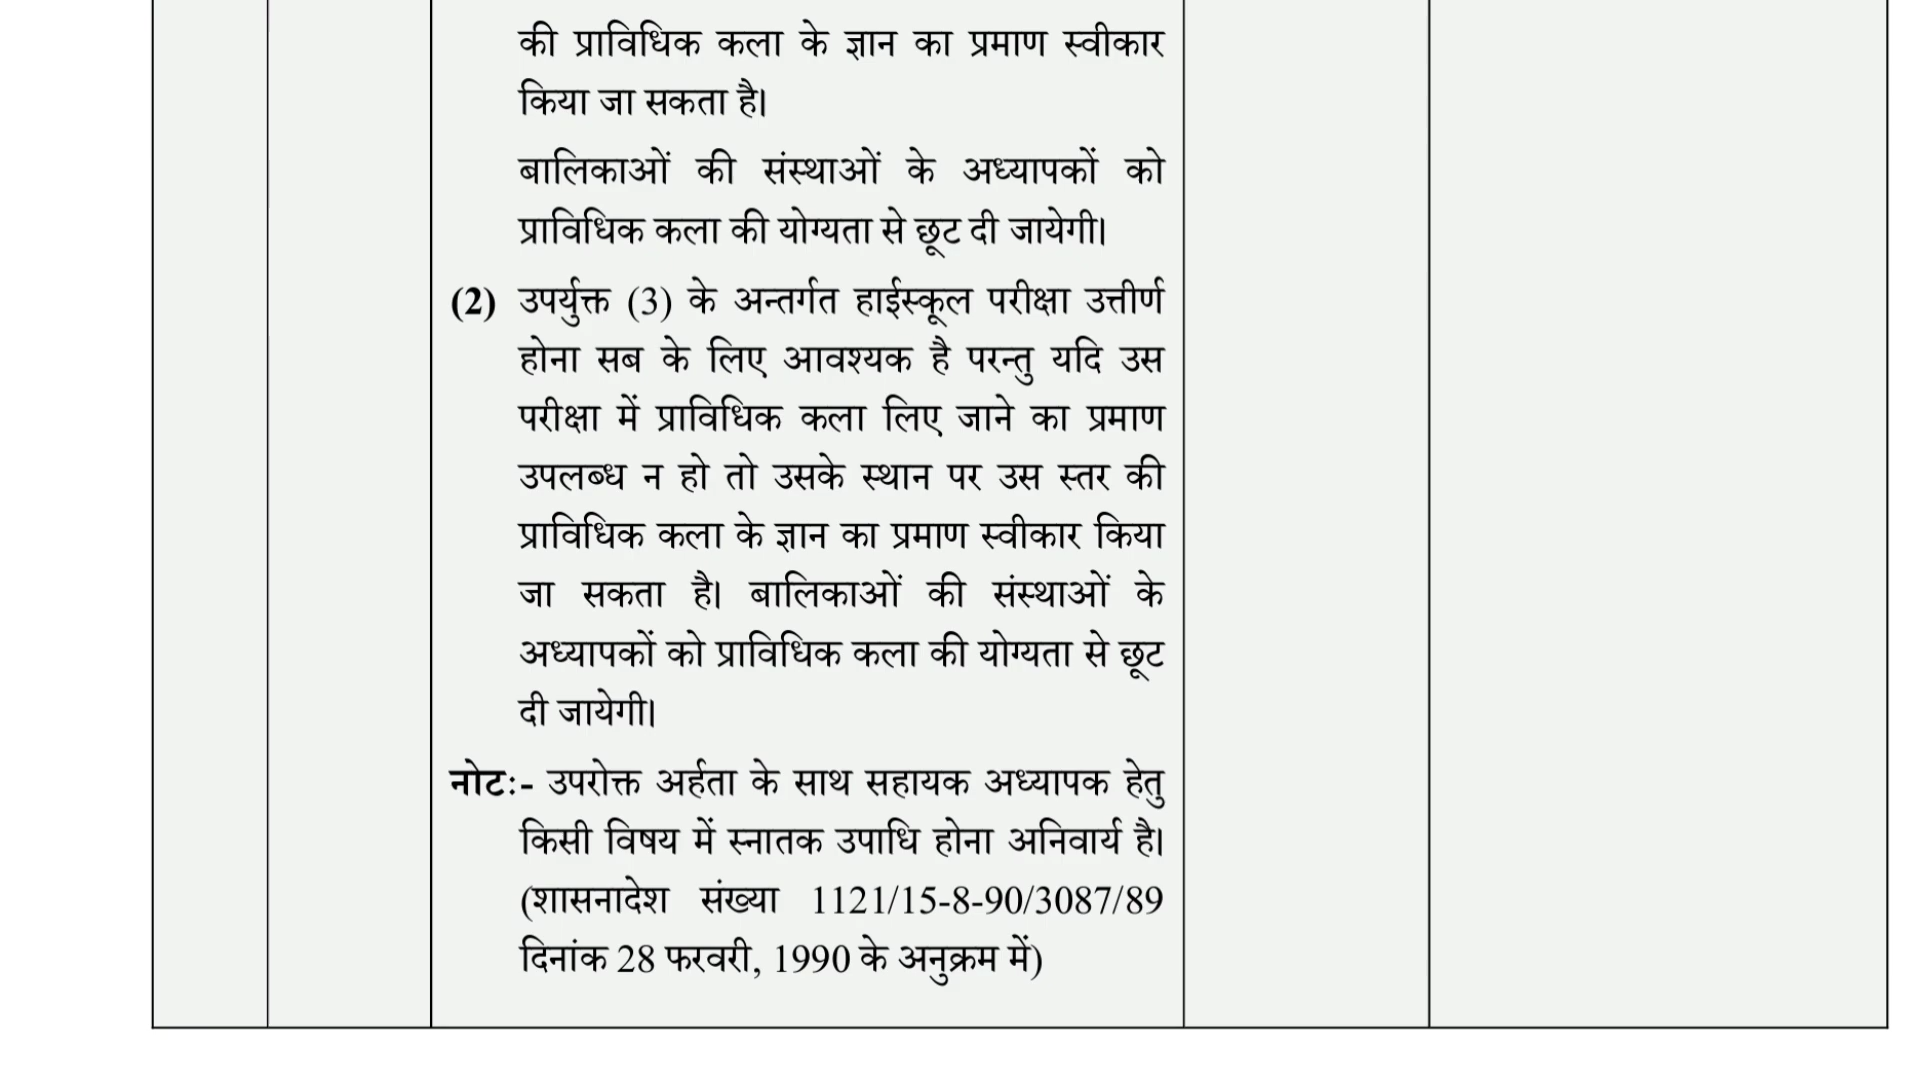 की प्राविधिक कला के ज्ञान का प्रमाण स्वीकार
किया जा सकता है।
बालिकाओं की संस्थाओं के अध्यापकों को
प्राविधिक कला की योग्यता से छूट दी जायेगी।
(2) उपर्युक्त (3) के अन्तर्गत हाईस्कूल परीक्षा उत्तीर्ण
होना सब के लिए आवश्यक है परन्तु यदि उस
परीक्षा में प्राविधिक कला लिए जाने का प्रमाण
उपलब्ध न हो तो उसके स्थान पर उस स्तर की
प्राविधिक कला के ज्ञान का प्रमाण स्वीकार किया
जा सकता है। बालिकाओं की संस्थाओं के
अध्यापकों को प्राविधिक कला की योग्यता से छूट
दी जायेगी।
नोटः- उपरोक्त अर्हता के साथ सहायक अध्यापक हेतु
किसी विषय में स्नातक उपाधि होना अनिवार्य है।
(शासनादेश संख्या 1121/15-8-90/3087/89
दिनांक 28 फरवरी, 1990 के अनुक्रम में)